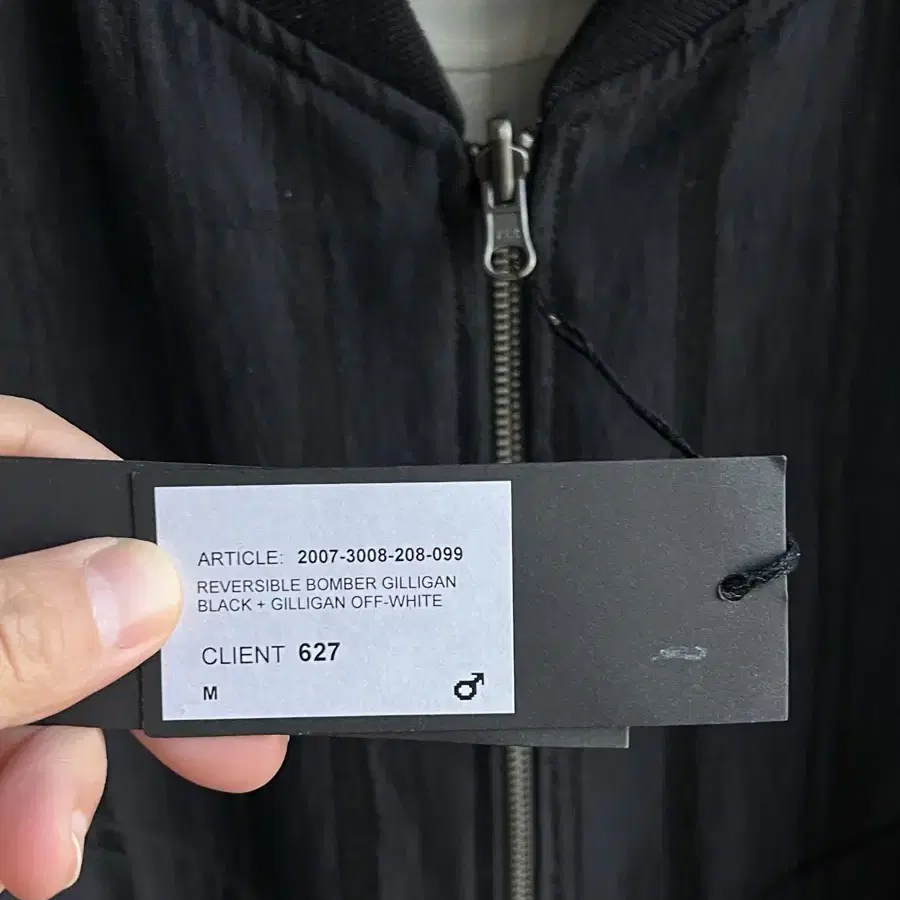 ARTICLE: 2007-3008-208-099
REVERSIBLE BOMBER GILLIGAN
BLACK + GILLIGAN OFF-WHITE
CLIENT 627
M